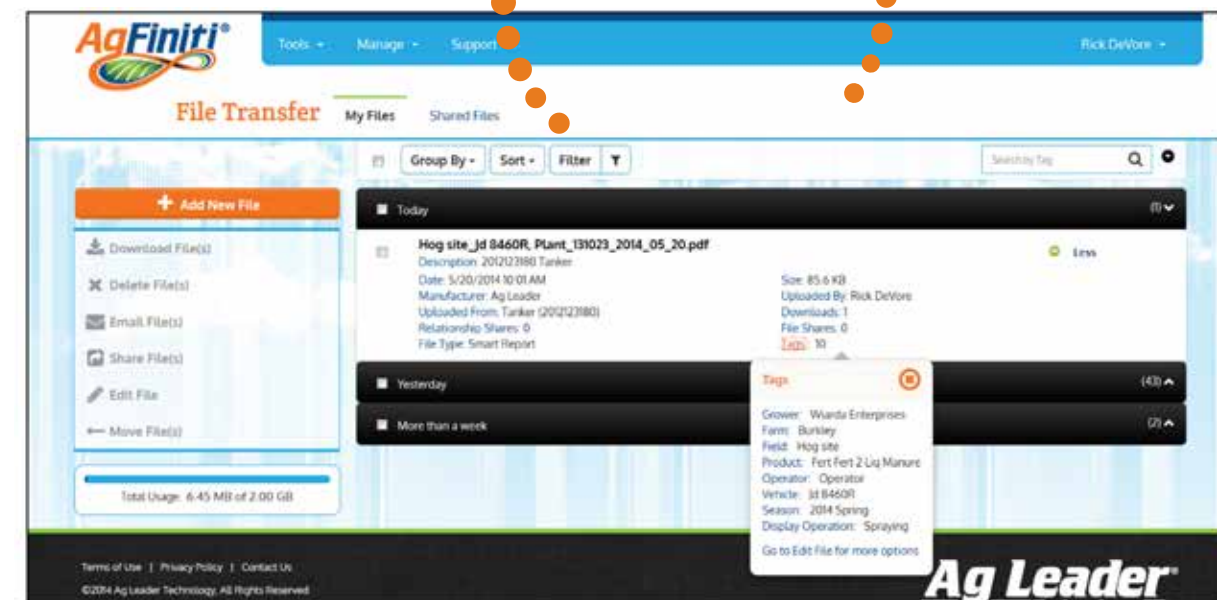 AgFiniti®
Tools
Manage
Support
Rick DeVore
File Transfer
My Files
Shared Files
Group By
Sort
Filter
Search by Tag
Add New File
Today
(1)
Download File(s)
Delete File(s)
Email File(s)
Share File(s)
Edit File
Move File(s)
Total Usage: 6.45 MB of 2.00 GB
Hog site_Jd 8460R, Plant_131023_2014_05_20.pdf
Less
Description: 2012123180 Tanker
Date: 5/20/2014 10:01 AM
Size: 85.6 KB
Manufacturer: Ag Leader
Uploaded By: Rick DeVore
Uploaded From: Tanker (2012123180)
Downloads: 1
Relationship Shares: 0
File Shares: 0
File Type: Smart Report
Tags: 10
Yesterday
(43)
More than a week
(2)
Tags
Grower: Wiarda Enterprises
Farm: Burkley
Field: Hog site
Product: Fert Fert 2 Liq Manure
Operator: Operator
Vehicle: Jd 8460R
Season: 2014 Spring
Display Operation: Spraying
Go to Edit File for more options
Terms of Use | Privacy Policy | Contact Us
©2014 Ag Leader Technology. All Rights Reserved
Ag Leader